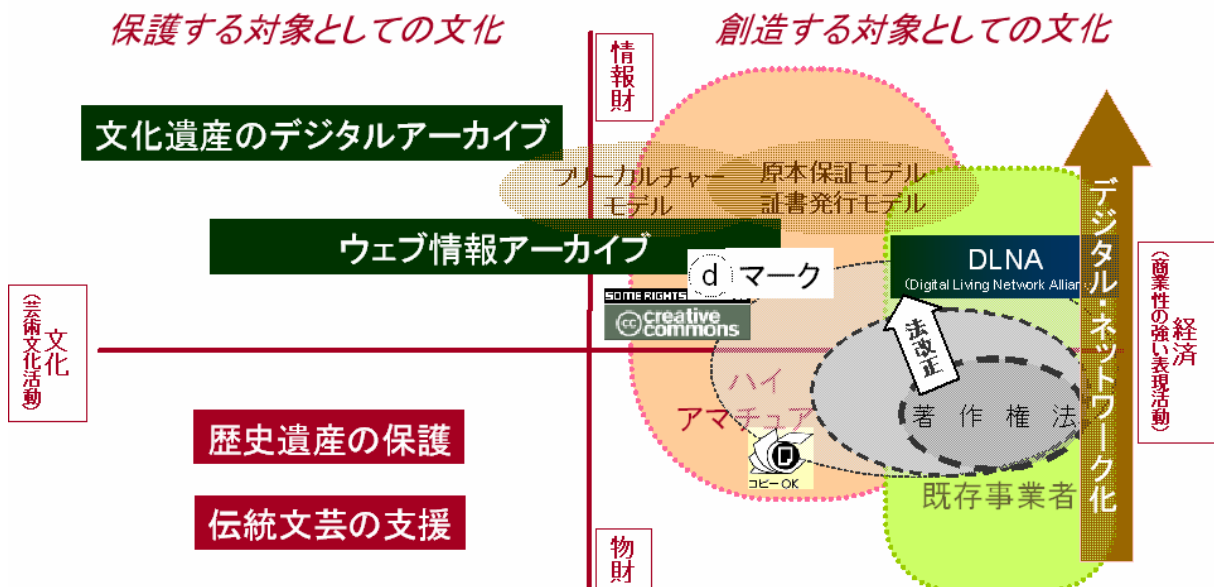 保護する対象としての文化
創造する対象としての文化
情報財
文化遺産のデジタルアーカイブ
フリーカルチャー
モデル
原本保証モデル
証書発行モデル
ウェブ情報アーカイブ
d マーク
DLNA
(Digital Living Network Allian
SOME RIGHTS
cc creative
commons
法改正
デジタル・ネットワーク化
文化
(芸術文化活動)
経済
(商業性の強い表現活動)
ハイ
アマチュア
著作権法
コピーOK
既存事業者
歴史遺産の保護
伝統文芸の支援
物財